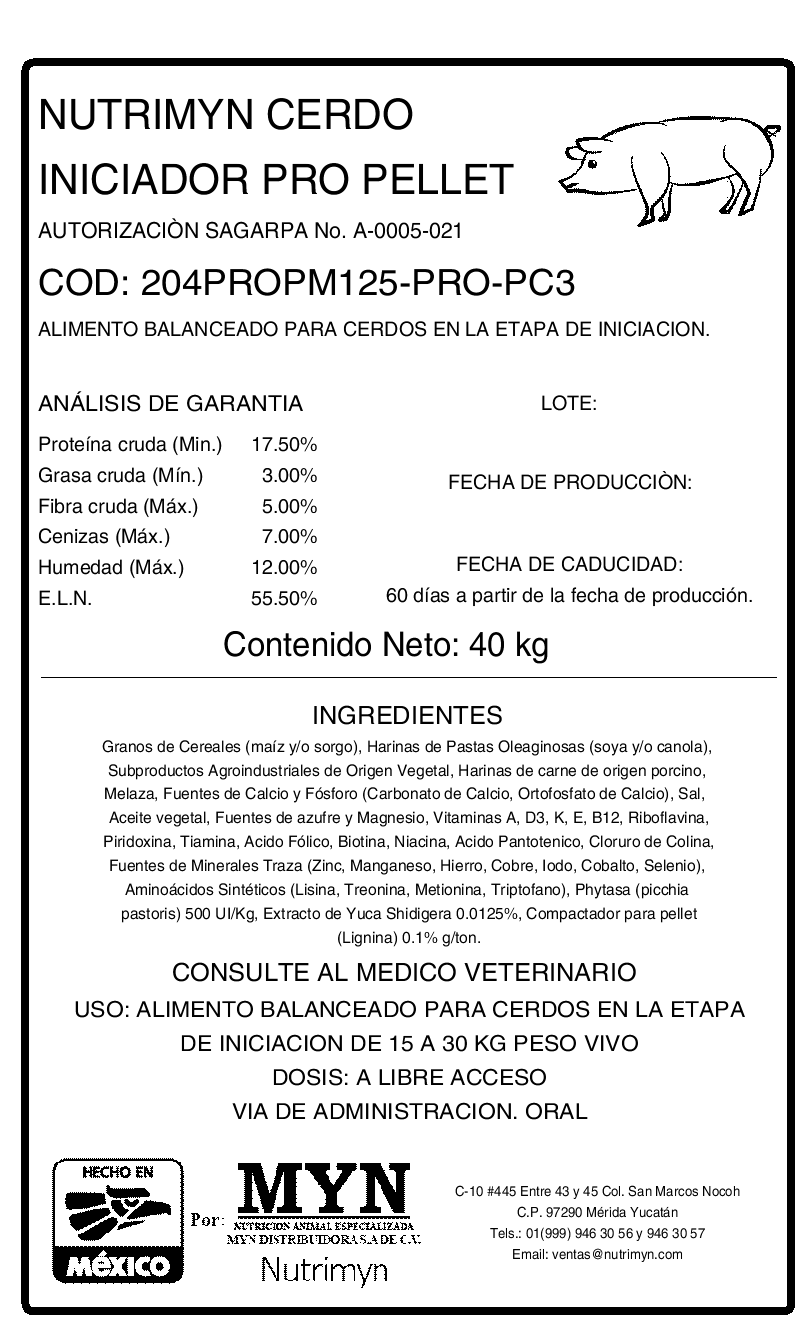 NUTRIMYN CERDO
INICIADOR PRO PELLET
AUTORIZACIÒN SAGARPA No. A-0005-021
COD: 204PROPM125-PRO-PC3
ALIMENTO BALANCEADO PARA CERDOS EN LA ETAPA DE INICIACION.
ANÁLISIS DE GARANTIA
Proteína cruda (Min.) 17.50%
Grasa cruda (Mín.) 3.00%
Fibra cruda (Máx.) 5.00%
Cenizas (Máx.) 7.00%
Humedad (Máx.) 12.00%
E.L.N. 55.50%
LOTE:
FECHA DE PRODUCCIÒN:
FECHA DE CADUCIDAD:
60 días a partir de la fecha de producción.
Contenido Neto: 40 kg
INGREDIENTES
Granos de Cereales (maíz y/o sorgo), Harinas de Pastas Oleaginosas (soya y/o canola),
Subproductos Agroindustriales de Origen Vegetal, Harinas de carne de origen porcino,
Melaza, Fuentes de Calcio y Fósforo (Carbonato de Calcio, Ortofosfato de Calcio), Sal,
Aceite vegetal, Fuentes de azufre y Magnesio, Vitaminas A, D3, K, E, B12, Riboflavina,
Piridoxina, Tiamina, Acido Fólico, Biotina, Niacina, Acido Pantotenico, Cloruro de Colina,
Fuentes de Minerales Traza (Zinc, Manganeso, Hierro, Cobre, Iodo, Cobalto, Selenio),
Aminoácidos Sintéticos (Lisina, Treonina, Metionina, Triptofano), Phytasa (picchia
pastoris) 500 UI/Kg, Extracto de Yuca Shidigera 0.0125%, Compactador para pellet
(Lignina) 0.1% g/ton.
CONSULTE AL MEDICO VETERINARIO
USO: ALIMENTO BALANCEADO PARA CERDOS EN LA ETAPA
DE INICIACION DE 15 A 30 KG PESO VIVO
DOSIS: A LIBRE ACCESO
VIA DE ADMINISTRACION. ORAL
HECHO EN
MéXICO
Por:
MYN
NUTRICION ANIMAL ESPECIALIZADA
MYN DISTRIBUIDORA S.A DE C.V.
Nutrimyn
C-10 #445 Entre 43 y 45 Col. San Marcos Nocoh
C.P. 97290 Mérida Yucatán
Tels.: 01(999) 946 30 56 y 946 30 57
Email: ventas@nutrimyn.com